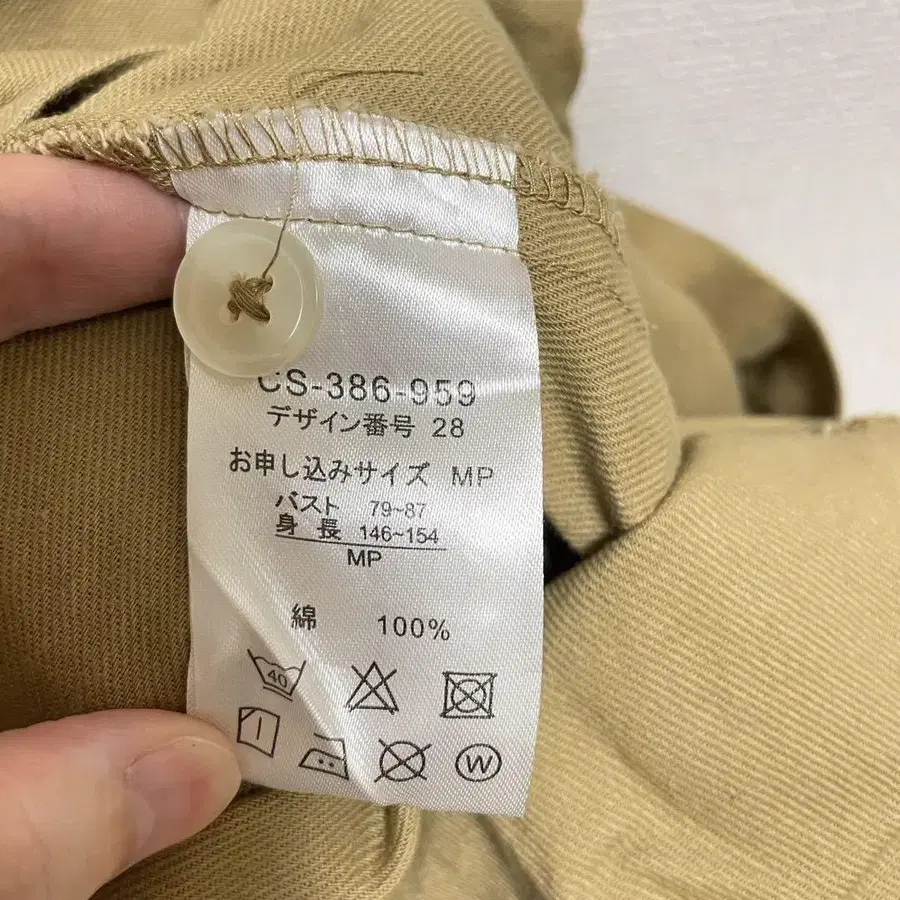 CS-386-959
デザイン番号 28
お申し込みサイズ MP
バスト 79~87
身 長 146~154
MP
綿 100%
40
W